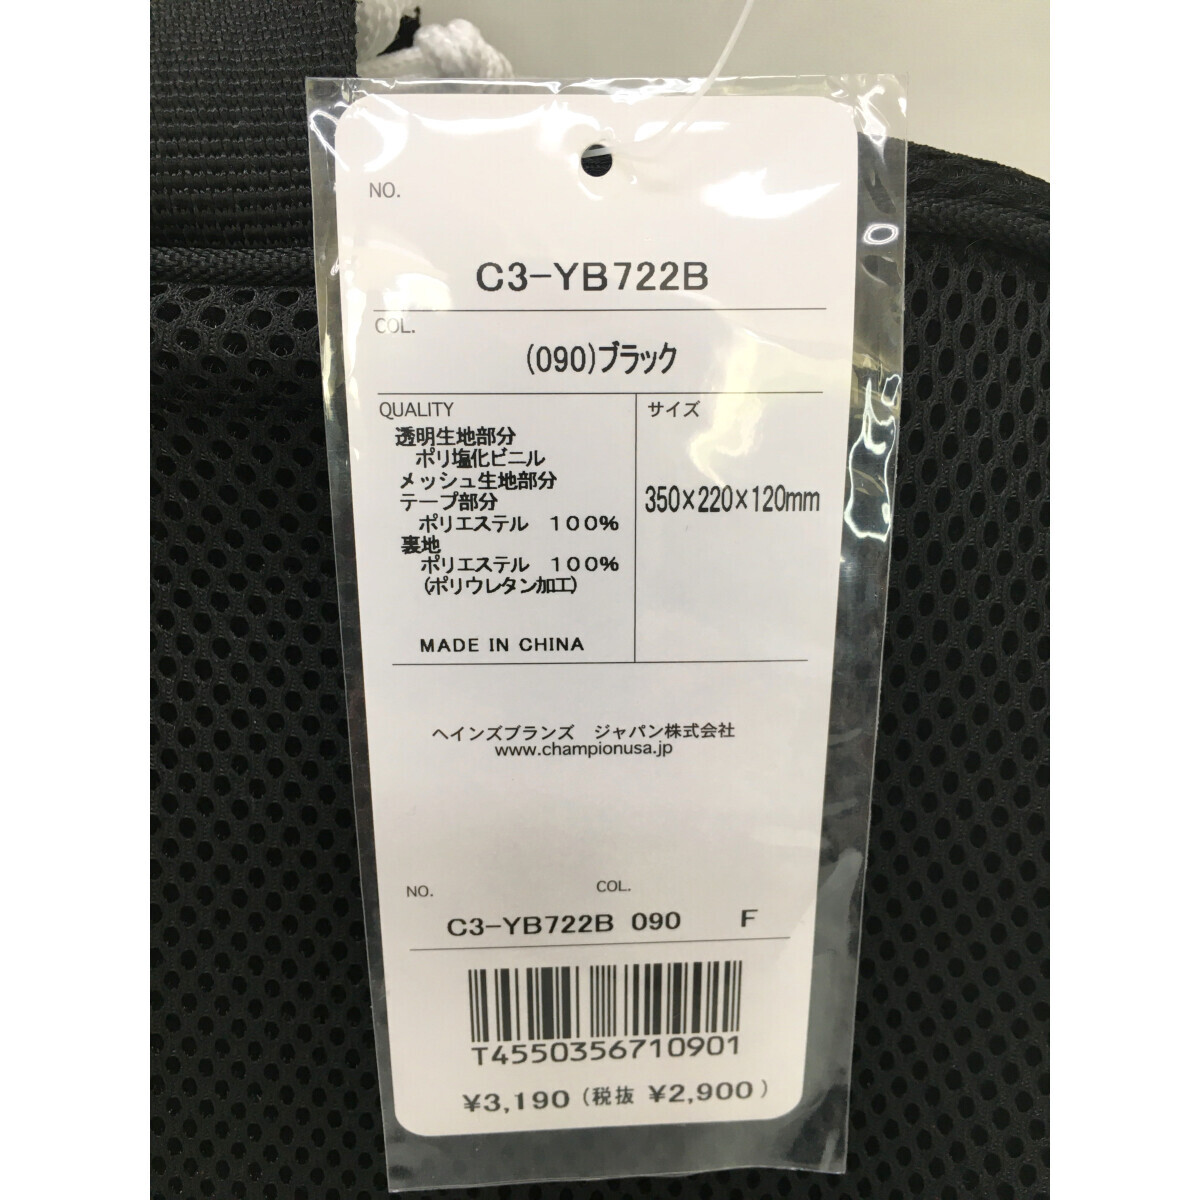 NO.
C3-YB722B
COL.
(090)ブラック
QUALITY
サイズ
透明生地部分
ポリ塩化ビニル
メッシュ生地部分
テープ部分
ポリエステル　100%
裏地
ポリエステル　100%
(ポリウレタン加工)
350×220×120mm
MADE IN CHINA
ヘインズブランズ　ジャパン株式会社
www.championusa.jp
NO. COL.
C3-YB722B 090 F
T4550356710901
¥3,190 (税抜 ¥2,900)